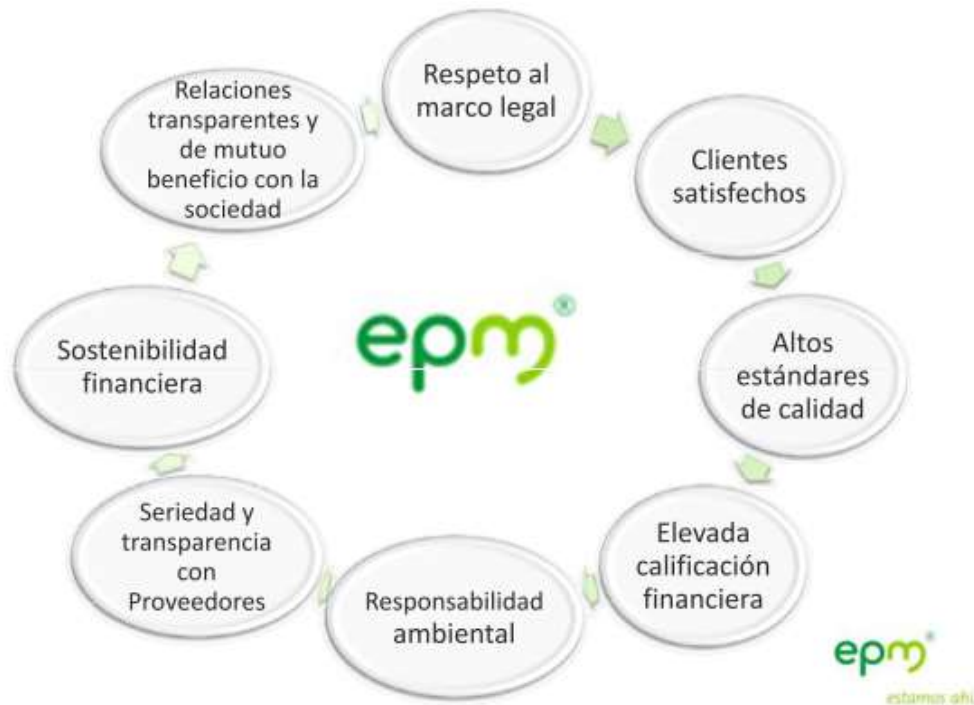 Respeto al
marco legal
Clientes
satisfechos
Altos
estándares
de calidad
Elevada
calificación
financiera
Responsabilidad
ambiental
Seriedad y
transparencia
con
Proveedores
Sostenibilidad
financiera
Relaciones
transparentes y
de mutuo
beneficio con la
sociedad
epm®
epm®
estamos ahí